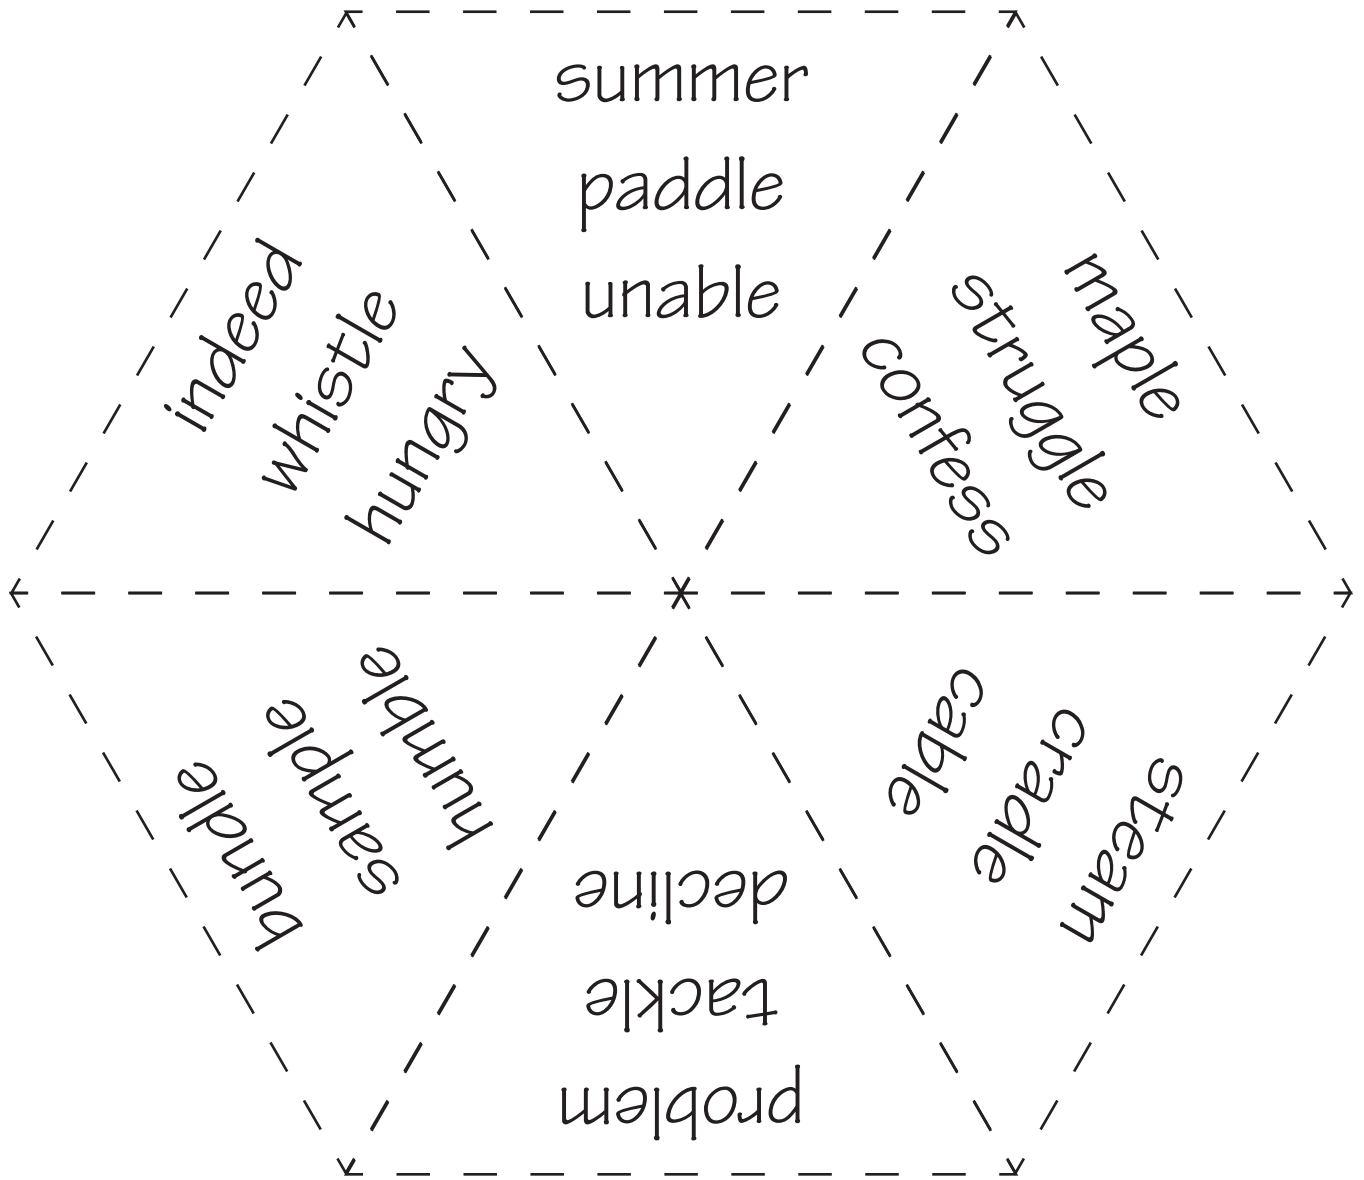 summer
paddle
unable
maple
struggle
confess
steam
cradle
cable
problem
tackle
decline
bundle
sample
humble
indeed
whistle
hungry